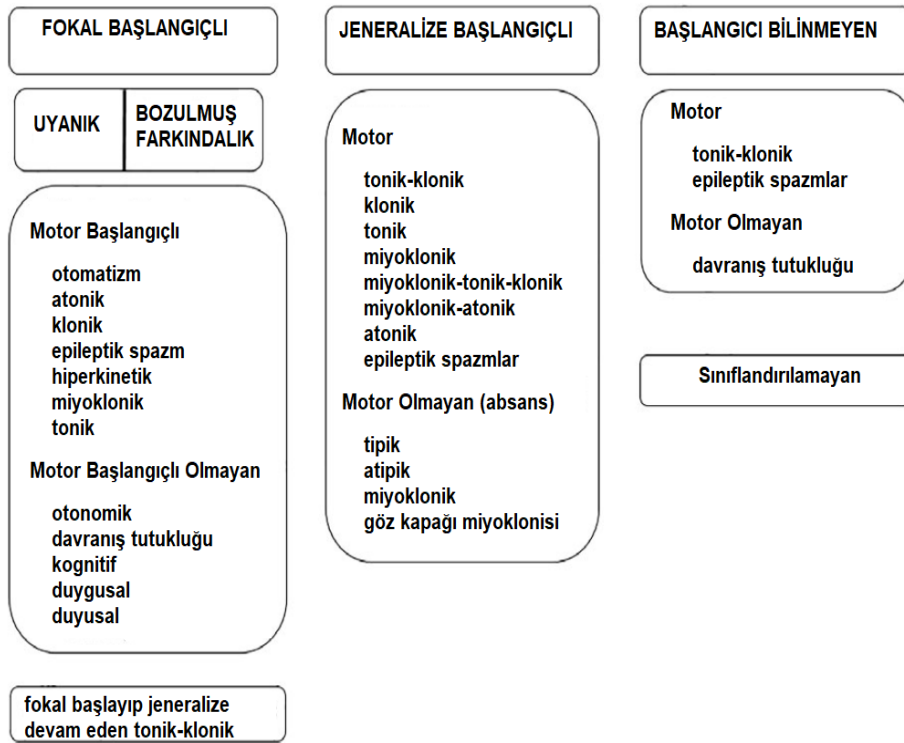 FOKAL BAŞLANGIÇLI
UYANIK
BOZULMUŞ
FARKINDALIK
Motor Başlangıçlı
otomatizm
atonik
klonik
epileptik spazm
hiperkinetik
miyoklonik
tonik
Motor Başlangıçlı Olmayan
otonomik
davranış tutukluğu
kognitif
duygusal
duyusal
fokal başlayıp jeneralize
devam eden tonik-klonik
JENERALİZE BAŞLANGIÇLI
Motor
tonik-klonik
klonik
tonik
miyoklonik
miyoklonik-tonik-klonik
miyoklonik-atonik
atonik
epileptik spazmlar
Motor Olmayan (absans)
tipik
atipik
miyoklonik
göz kapağı miyoklonisi
BAŞLANGICI BİLİNMEYEN
Motor
tonik-klonik
epileptik spazmlar
Motor Olmayan
davranış tutukluğu
Sınıflandırılamayan